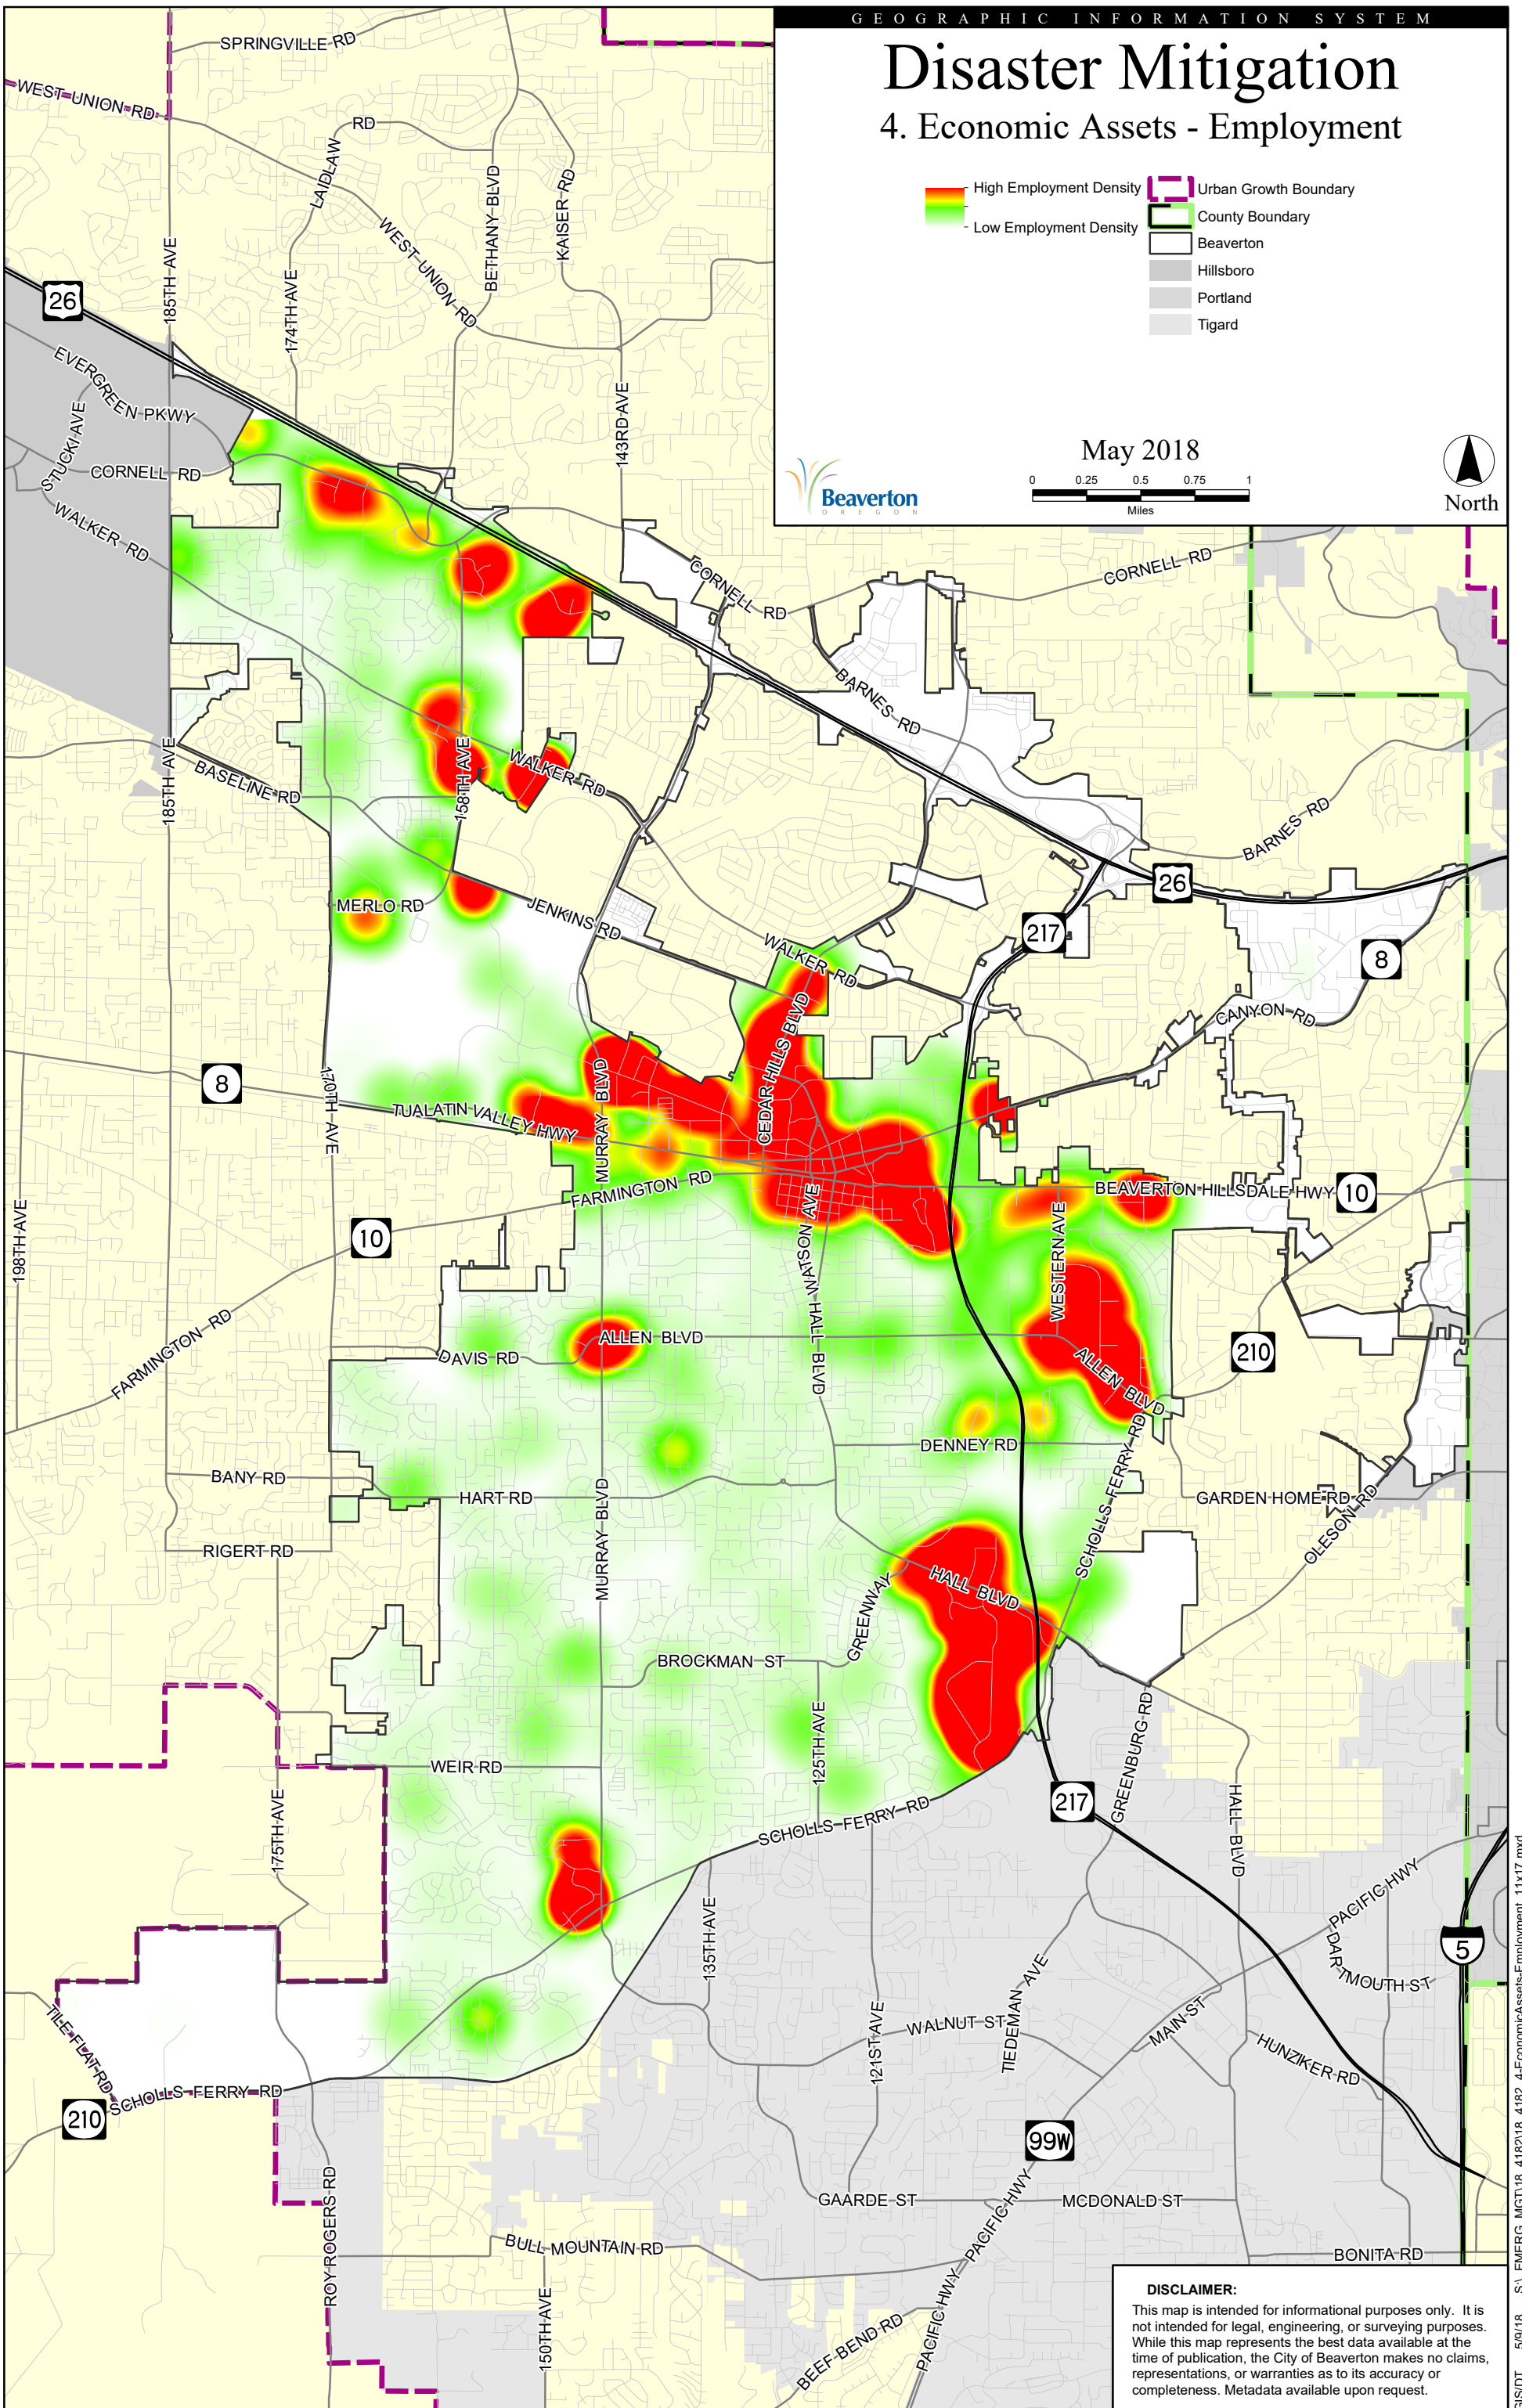 GEOGRAPHIC INFORMATION SYSTEM
Disaster Mitigation
4. Economic Assets - Employment
High Employment Density
Low Employment Density
Urban Growth Boundary
County Boundary
Beaverton
Hillsboro
Portland
Tigard
May 2018
0 0.25 0.5 0.75 1
Miles
Beaverton
OREGON
North
SPRINGVILLE RD
WEST UNION RD
LAIDLAW
RD
BETHANY BLVD
KAISER RD
WEST UNION RD
185TH AVE
174TH AVE
26
143RD AVE
EVERGREEN PKWY
STUCKI AVE
CORNELL RD
WALKER RD
CORNELL RD
CORNELL RD
BARNES RD
185TH AVE
BASELINE RD
158TH AVE
WALKER RD
BARNES RD
26
MERLO RD
JENKINS RD
WALKER RD
217
8
CANYON RD
8
170TH AVE
TUALATIN VALLEY HWY
MURRAY BLVD
CEDAR HILLS BLVD
FARMINGTON RD
BEAVERTON HILLSDALE HWY
10
198TH AVE
10
WATSON AVE
WESTERN AVE
FARMINGTON RD
DAVIS RD
ALLEN BLVD
HALL BLVD
ALLEN BLVD
210
DENNEY RD
SCHOLLS FERRY RD
BANY RD
HART RD
MURRAY BLVD
GARDEN HOME RD
OLESON RD
RIGERT RD
HALL BLVD
GREENWAY
BROCKMAN ST
125TH AVE
WEIR RD
175TH AVE
SCHOLLS FERRY RD
217
GREENBURG RD
HALL BLVD
PACIFIC HWY
DARTMOUTH ST
5
135TH AVE
121ST AVE
WALNUT ST
TIEDEMAN AVE
MAIN ST
HUNZIKER RD
TILE FLAT RD
SCHOLLS FERRY RD
210
99W
ROY ROGERS RD
GAARDE ST
MCDONALD ST
PACIFIC HWY
BULL MOUNTAIN RD
BONITA RD
150TH AVE
BEEF BEND RD
PACIFIC HWY
DISCLAIMER:
This map is intended for informational purposes only. It is
not intended for legal, engineering, or surveying purposes.
While this map represents the best data available at the
time of publication, the City of Beaverton makes no claims,
representations, or warranties as to its accuracy or
completeness. Metadata available upon request.
5/9/18 S:\_EMERG_MGT\18_4182\18_4182_4-EconomicAssets-Employment_11x17.mxd